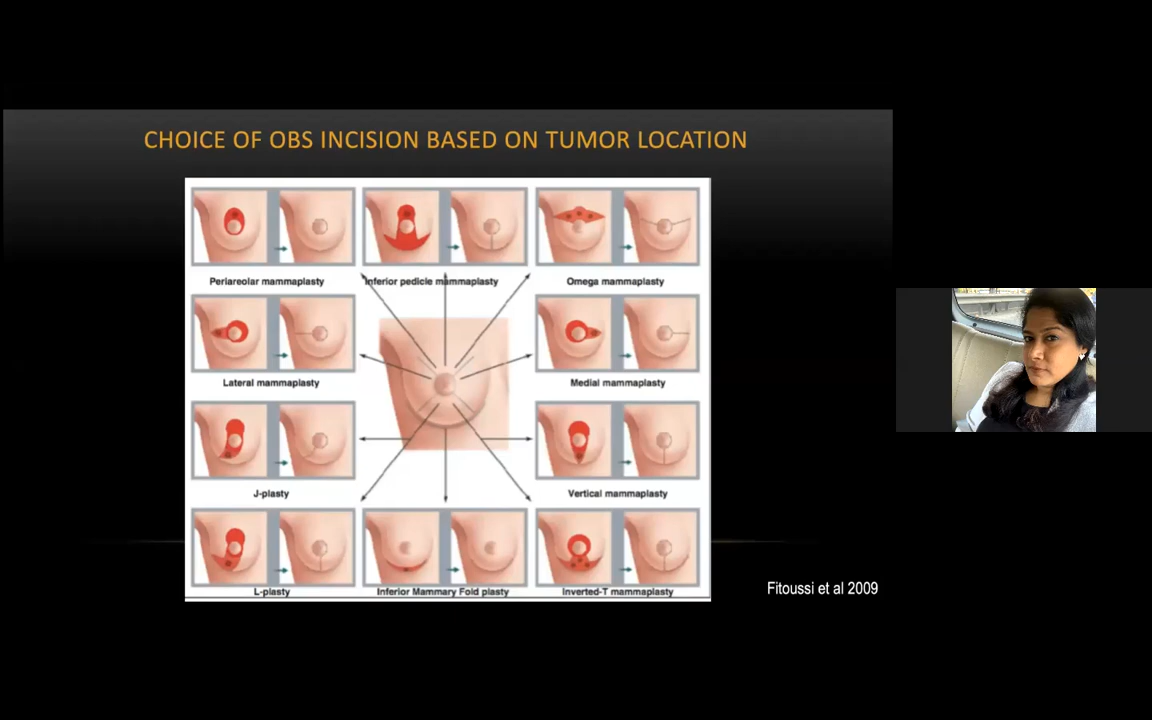 CHOICE OF OBS INCISION BASED ON TUMOR LOCATION
Periareolar mammaplasty
Inferior pedicle mammaplasty
Omega mammaplasty
Lateral mammaplasty
Medial mammaplasty
J-plasty
Vertical mammaplasty
L-plasty
Inferior Mammary Fold plasty
Inverted-T mammaplasty
Fitoussi et al 2009